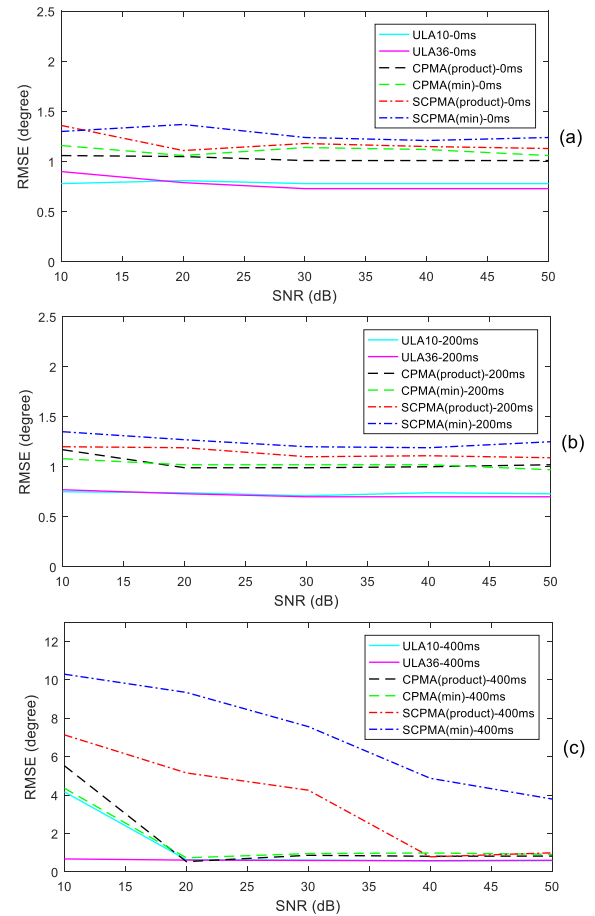 2.5
2
1.5
1
0.5
0
RMSE (degree)
ULA10-0ms
ULA36-0ms
CPMA(product)-0ms
CPMA(min)-0ms
SCPMA(product)-0ms
SCPMA(min)-0ms
(a)
10 15 20 25 30 35 40 45 50
SNR (dB)
2.5
2
1.5
1
0.5
0
RMSE (degree)
ULA10-200ms
ULA36-200ms
CPMA(product)-200ms
CPMA(min)-200ms
SCPMA(product)-200ms
SCPMA(min)-200ms
(b)
10 15 20 25 30 35 40 45 50
SNR (dB)
12
10
8
6
4
2
0
RMSE (degree)
ULA10-400ms
ULA36-400ms
CPMA(product)-400ms
CPMA(min)-400ms
SCPMA(product)-400ms
SCPMA(min)-400ms
(c)
10 15 20 25 30 35 40 45 50
SNR (dB)